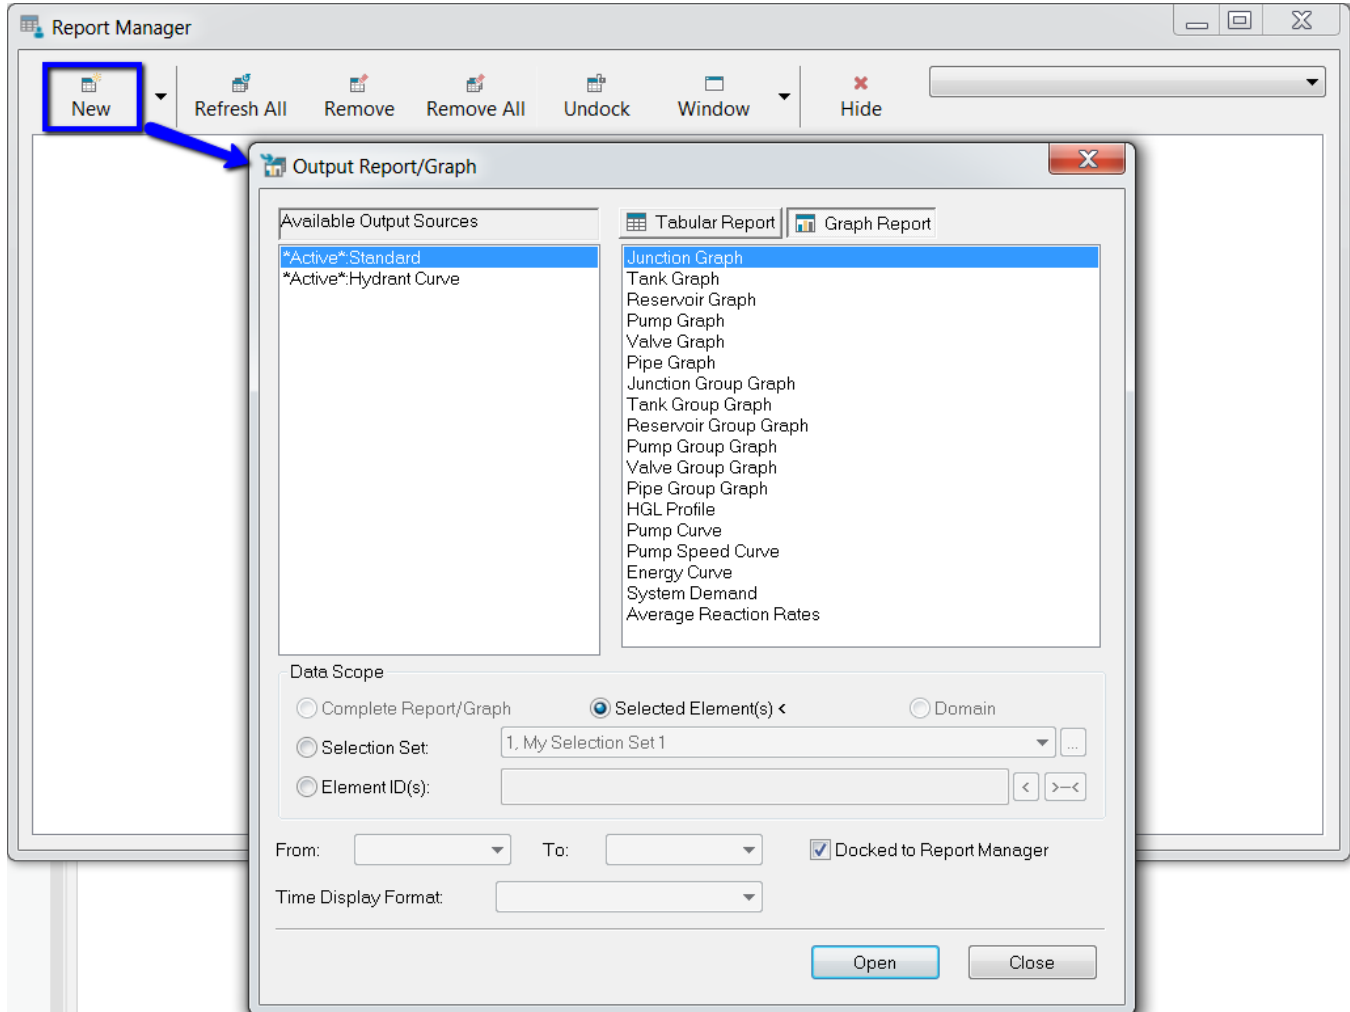 Report Manager
New
Refresh All
Remove
Remove All
Undock
Window
Hide
Output Report/Graph
Available Output Sources
Tabular Report
Graph Report
*Active*:Standard
*Active*:Hydrant Curve
Junction Graph
Tank Graph
Reservoir Graph
Pump Graph
Valve Graph
Pipe Graph
Junction Group Graph
Tank Group Graph
Reservoir Group Graph
Pump Group Graph
Valve Group Graph
Pipe Group Graph
HGL Profile
Pump Curve
Pump Speed Curve
Energy Curve
System Demand
Average Reaction Rates
Data Scope
Complete Report/Graph
Selected Element(s) <
Domain
Selection Set:
1, My Selection Set 1
...
Element ID(s):
<
>–<
From:
To:
Docked to Report Manager
Time Display Format:
Open
Close